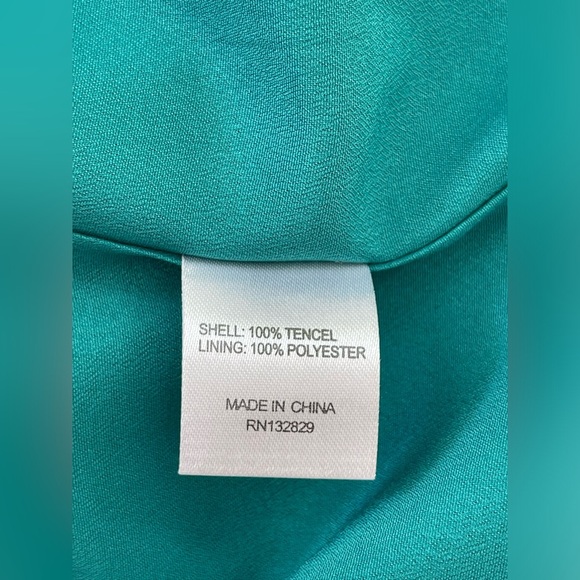 SHELL: 100% TENCEL
LINING: 100% POLYESTER
MADE IN CHINA
RN132829